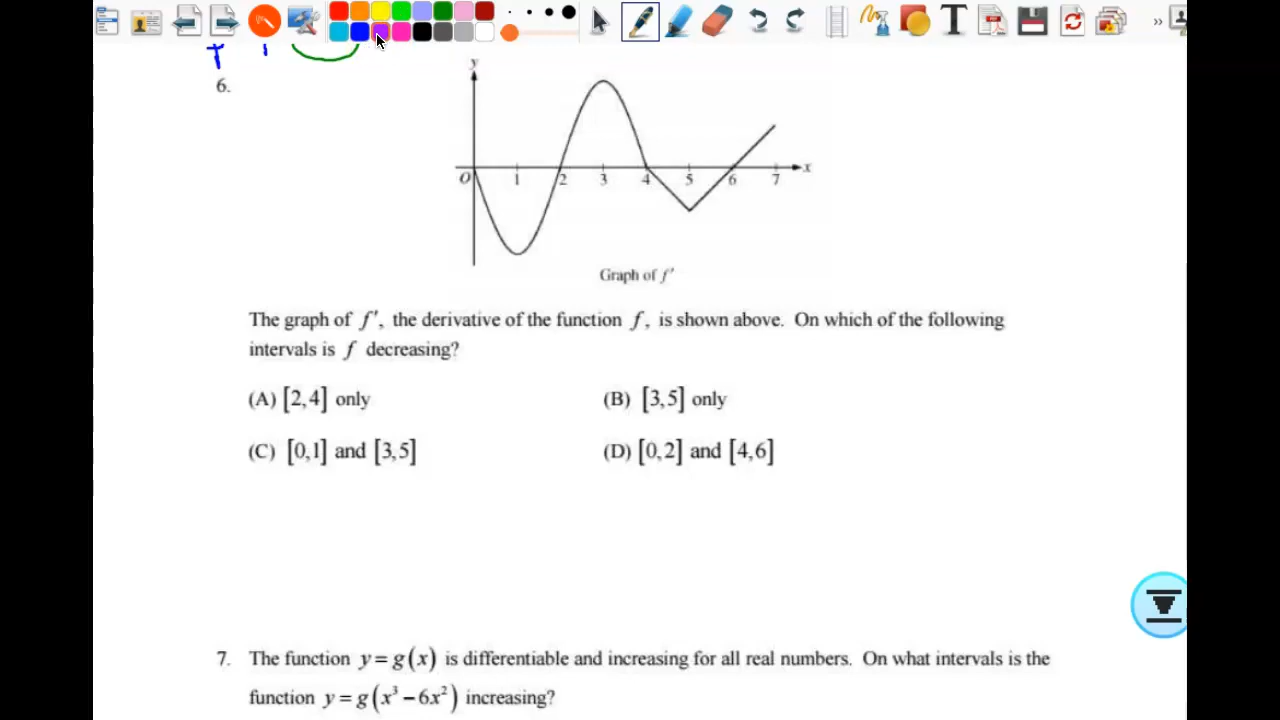 6.
y
O 1 2 3 4 5 6 7 x
Graph of f′
The graph of f′, the derivative of the function f, is shown above. On which of the following
intervals is f decreasing?
(A) [2,4] only (B) [3,5] only
(C) [0,1] and [3,5] (D) [0,2] and [4,6]
7. The function y = g(x) is differentiable and increasing for all real numbers. On what intervals is the
function y = g(x³ − 6x²) increasing?